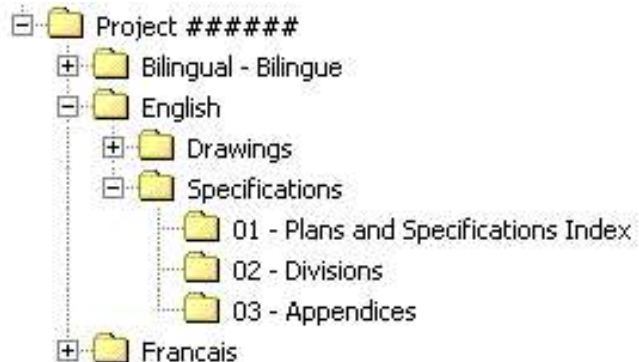 Project ######
Bilingual - Bilingue
English
Drawings
Specifications
01 - Plans and Specifications Index
02 - Divisions
03 - Appendices
Francais